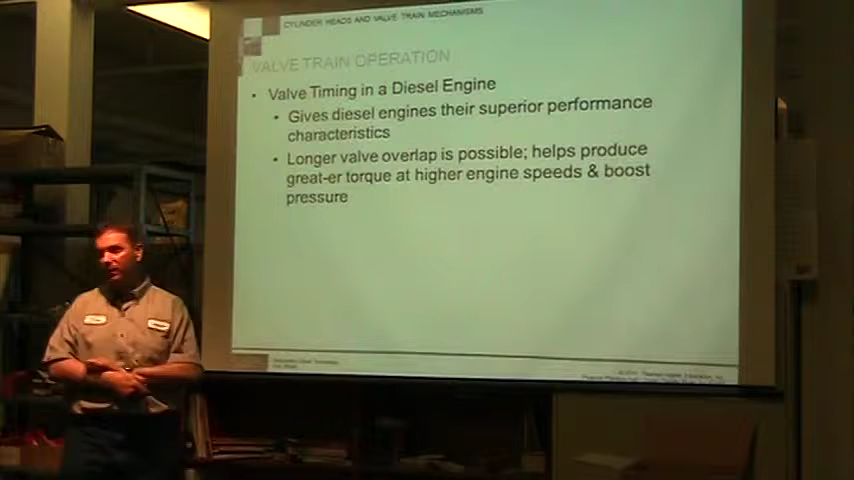 CYLINDER HEADS AND VALVE TRAIN MECHANISMS
VALVE TRAIN OPERATION
• Valve Timing in a Diesel Engine
• Gives diesel engines their superior performance
characteristics
• Longer valve overlap is possible; helps produce
great-er torque at higher engine speeds & boost
pressure